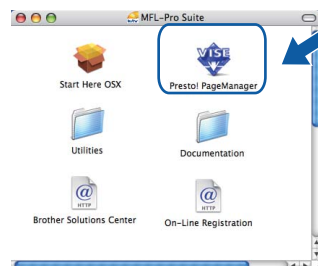 MFL-Pro Suite
VISE
Start Here OSX
Presto! PageManager
Utilities
Documentation
@
HTTP
@
HTTP
Brother Solutions Center
On-Line Registration